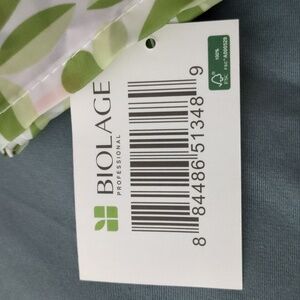 BIOLAGE
PROFESSIONAL
8 84486 51348 9
100%